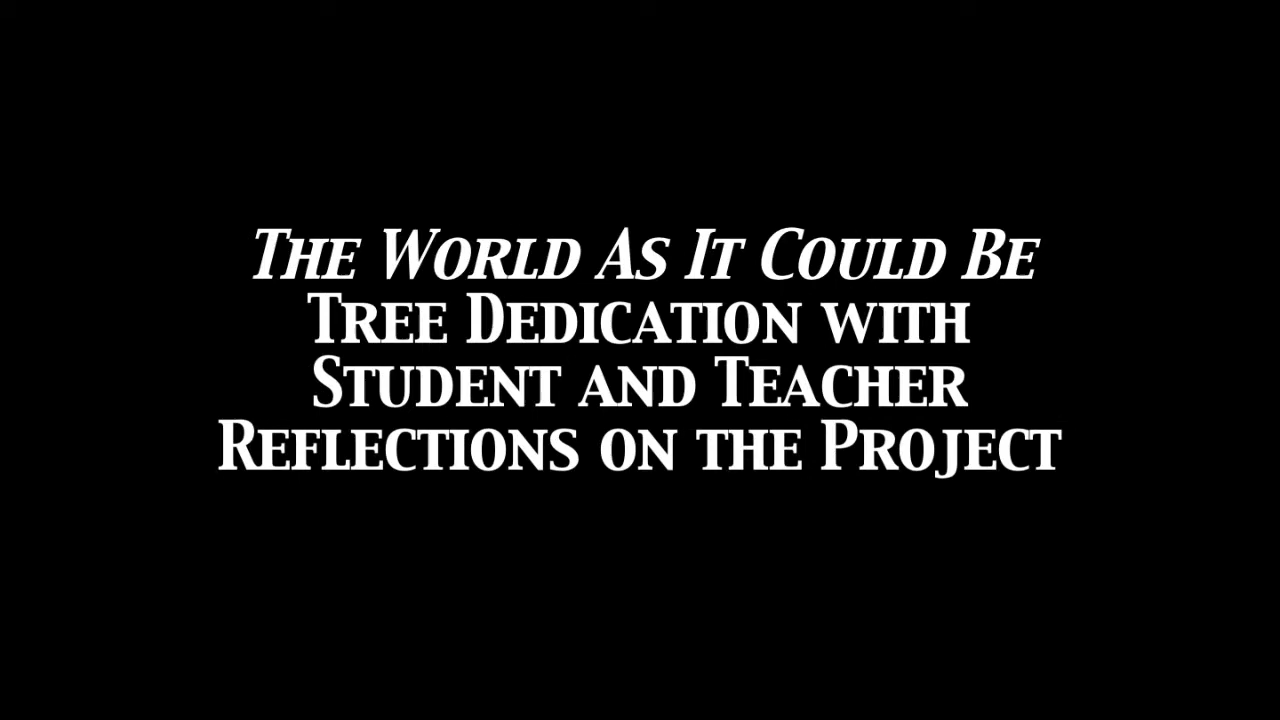 The World As It Could Be
Tree Dedication with
Student and Teacher
Reflections on the Project